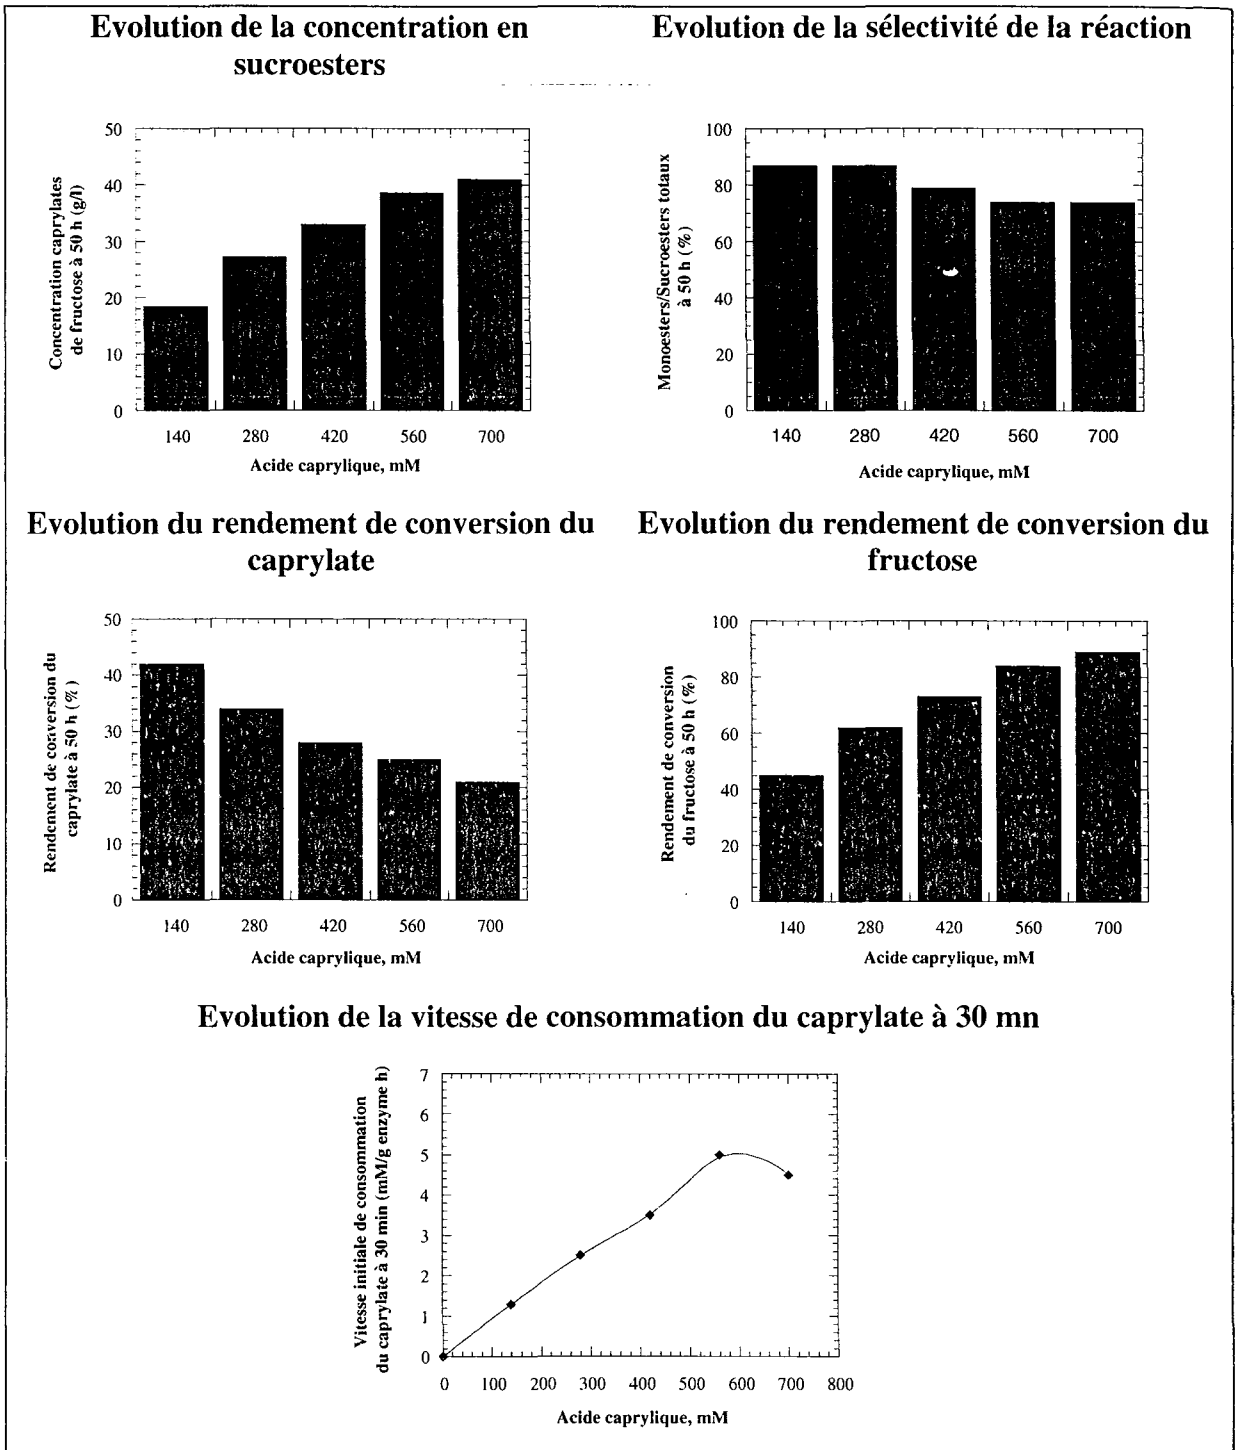 Evolution de la concentration en
sucroesters
Concentration caprylates
de fructose à 50 h (g/l)
50
40
30
20
10
0
140 280 420 560 700
Acide caprylique, mM
Evolution de la sélectivité de la réaction
Monoesters/Sucroesters totaux
à 50 h (%)
100
80
60
40
20
0
140 280 420 560 700
Acide caprylique, mM
Evolution du rendement de conversion du
caprylate
Rendement de conversion du
caprylate à 50 h (%)
50
40
30
20
10
0
140 280 420 560 700
Acide caprylique, mM
Evolution du rendement de conversion du
fructose
Rendement de conversion
du fructose à 50 h (%)
100
80
60
40
20
0
140 280 420 560 700
Acide caprylique, mM
Evolution de la vitesse de consommation du caprylate à 30 mn
Vitesse initiale de consommation
du caprylate à 30 min (mM/g enzyme h)
7
6
5
4
3
2
1
0
0 100 200 300 400 500 600 700 800
Acide caprylique, mM